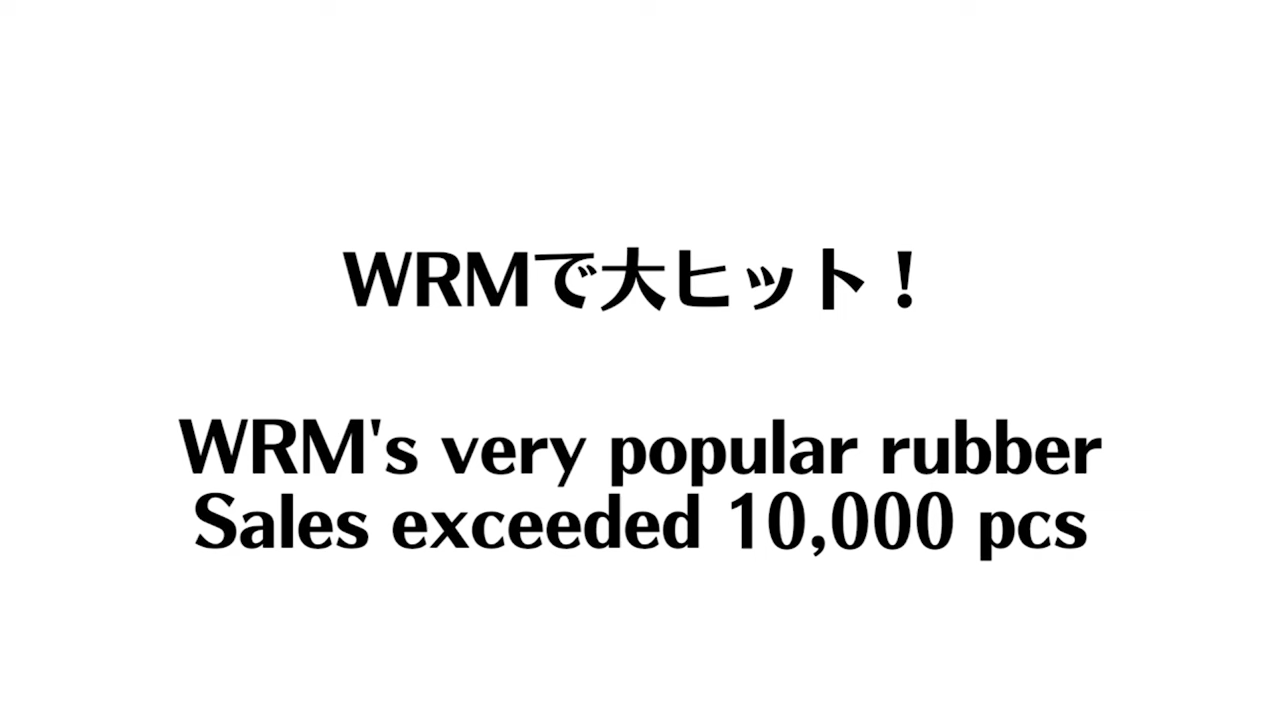 WRMで大ヒット！
WRM's very popular rubber
Sales exceeded 10,000 pcs